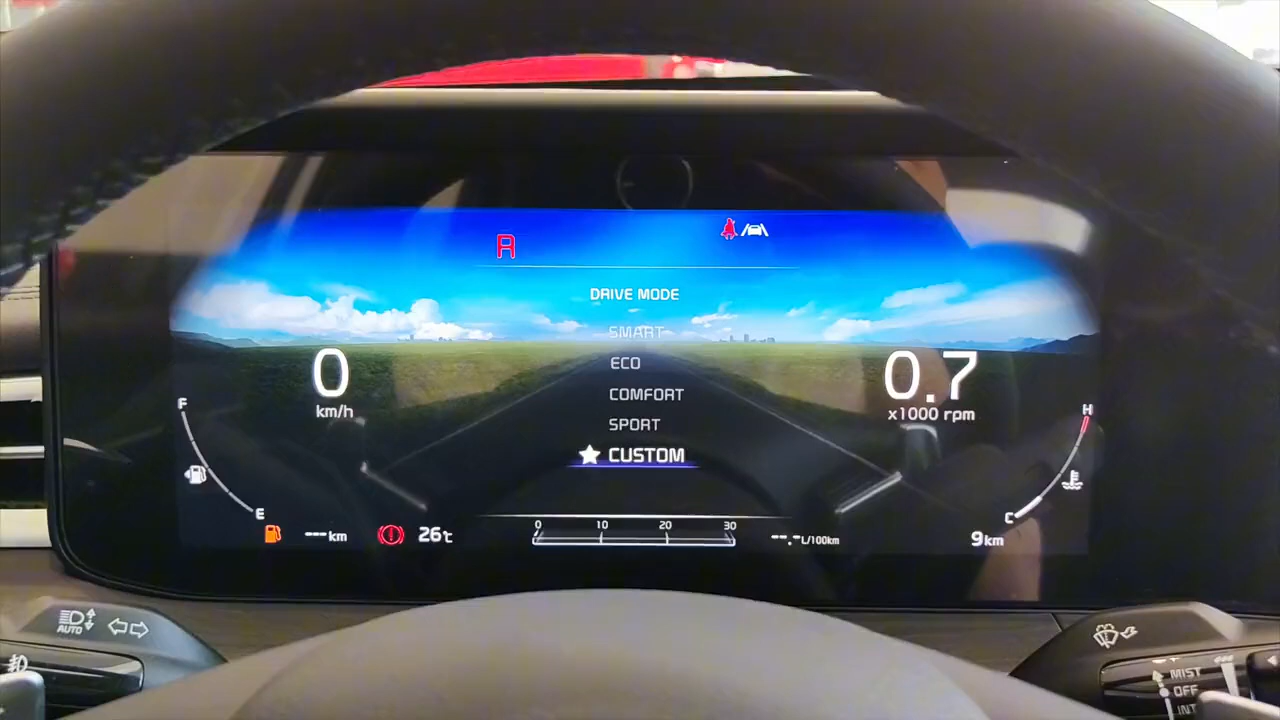 R
DRIVE MODE
SMART
ECO
COMFORT
SPORT
CUSTOM
0
km/h
0.7
x1000 rpm
F
E
H
C
---km
26℃
0 10 20 30
--.-L/100km
9km
AUTO
MIST
OFF
INT